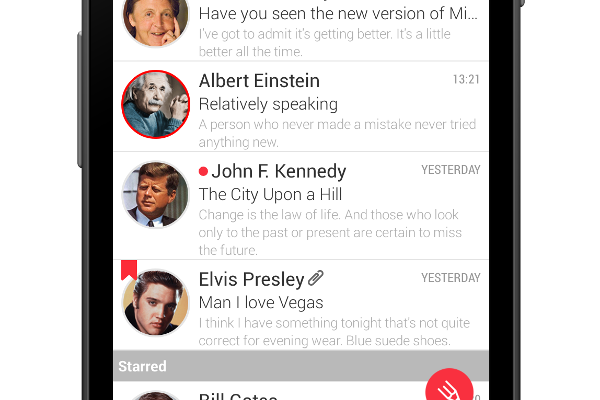 Have you seen the new version of Mi...
I've got to admit it's getting better. It's a little
better all the time.
Albert Einstein
13:21
Relatively speaking
A person who never made a mistake never tried
anything new.
John F. Kennedy
YESTERDAY
The City Upon a Hill
Change is the law of life. And those who look
only to the past or present are certain to miss
the future.
Elvis Presley
YESTERDAY
Man I love Vegas
I think I have something tonight that's not quite
correct for evening wear. Blue suede shoes.
Starred
Bill Gates